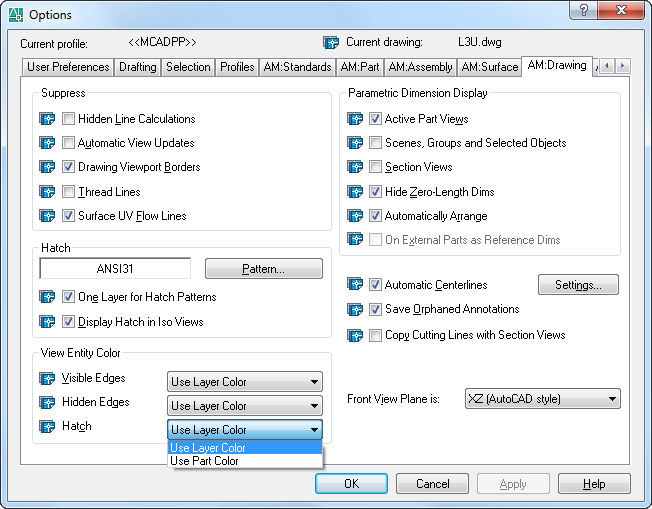 Options
Current profile: <<MCADPP>> Current drawing: L3U.dwg
User Preferences Drafting Selection Profiles AM:Standards AM:Part AM:Assembly AM:Surface AM:Drawing
Suppress
Hidden Line Calculations
Automatic View Updates
Drawing Viewport Borders
Thread Lines
Surface UV Flow Lines
Hatch
ANSI31 Pattern...
One Layer for Hatch Patterns
Display Hatch in Iso Views
View Entity Color
Visible Edges Use Layer Color
Hidden Edges Use Layer Color
Hatch Use Layer Color
Use Layer Color
Use Part Color
Parametric Dimension Display
Active Part Views
Scenes, Groups and Selected Objects
Section Views
Hide Zero-Length Dims
Automatically Arrange
On External Parts as Reference Dims
Automatic Centerlines Settings...
Save Orphaned Annotations
Copy Cutting Lines with Section Views
Front View Plane is: XZ (AutoCAD style)
OK Cancel Apply Help